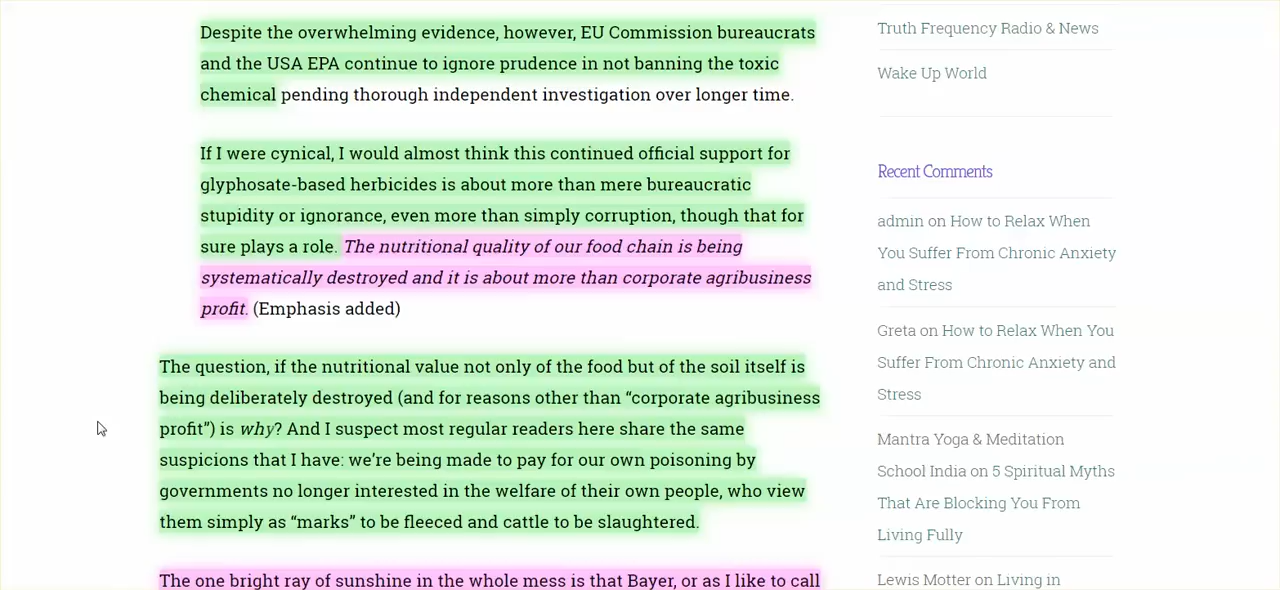 Despite the overwhelming evidence, however, EU Commission bureaucrats
and the USA EPA continue to ignore prudence in not banning the toxic
chemical pending thorough independent investigation over longer time.
If I were cynical, I would almost think this continued official support for
glyphosate-based herbicides is about more than mere bureaucratic
stupidity or ignorance, even more than simply corruption, though that for
sure plays a role. The nutritional quality of our food chain is being
systematically destroyed and it is about more than corporate agribusiness
profit. (Emphasis added)
The question, if the nutritional value not only of the food but of the soil itself is
being deliberately destroyed (and for reasons other than “corporate agribusiness
profit”) is why? And I suspect most regular readers here share the same
suspicions that I have: we’re being made to pay for our own poisoning by
governments no longer interested in the welfare of their own people, who view
them simply as “marks” to be fleeced and cattle to be slaughtered.
The one bright ray of sunshine in the whole mess is that Bayer, or as I like to call
Truth Frequency Radio & News
Wake Up World
Recent Comments
admin on How to Relax When
You Suffer From Chronic Anxiety
and Stress
Greta on How to Relax When You
Suffer From Chronic Anxiety and
Stress
Mantra Yoga & Meditation
School India on 5 Spiritual Myths
That Are Blocking You From
Living Fully
Lewis Motter on Living in